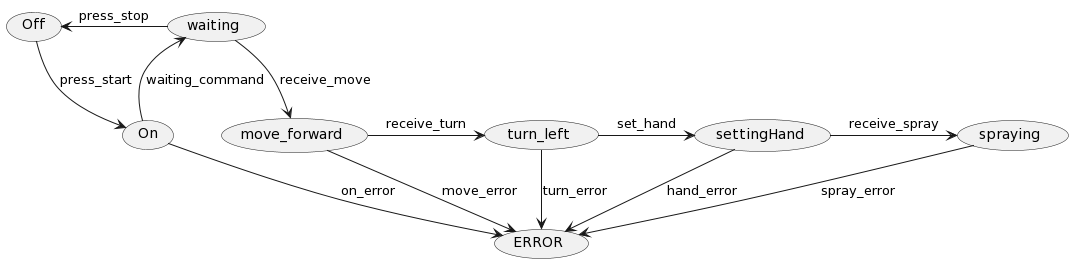 Off
press_stop
waiting
press_start
waiting_command
receive_move
On
move_forward
receive_turn
turn_left
set_hand
settingHand
receive_spray
spraying
on_error
move_error
turn_error
hand_error
spray_error
ERROR